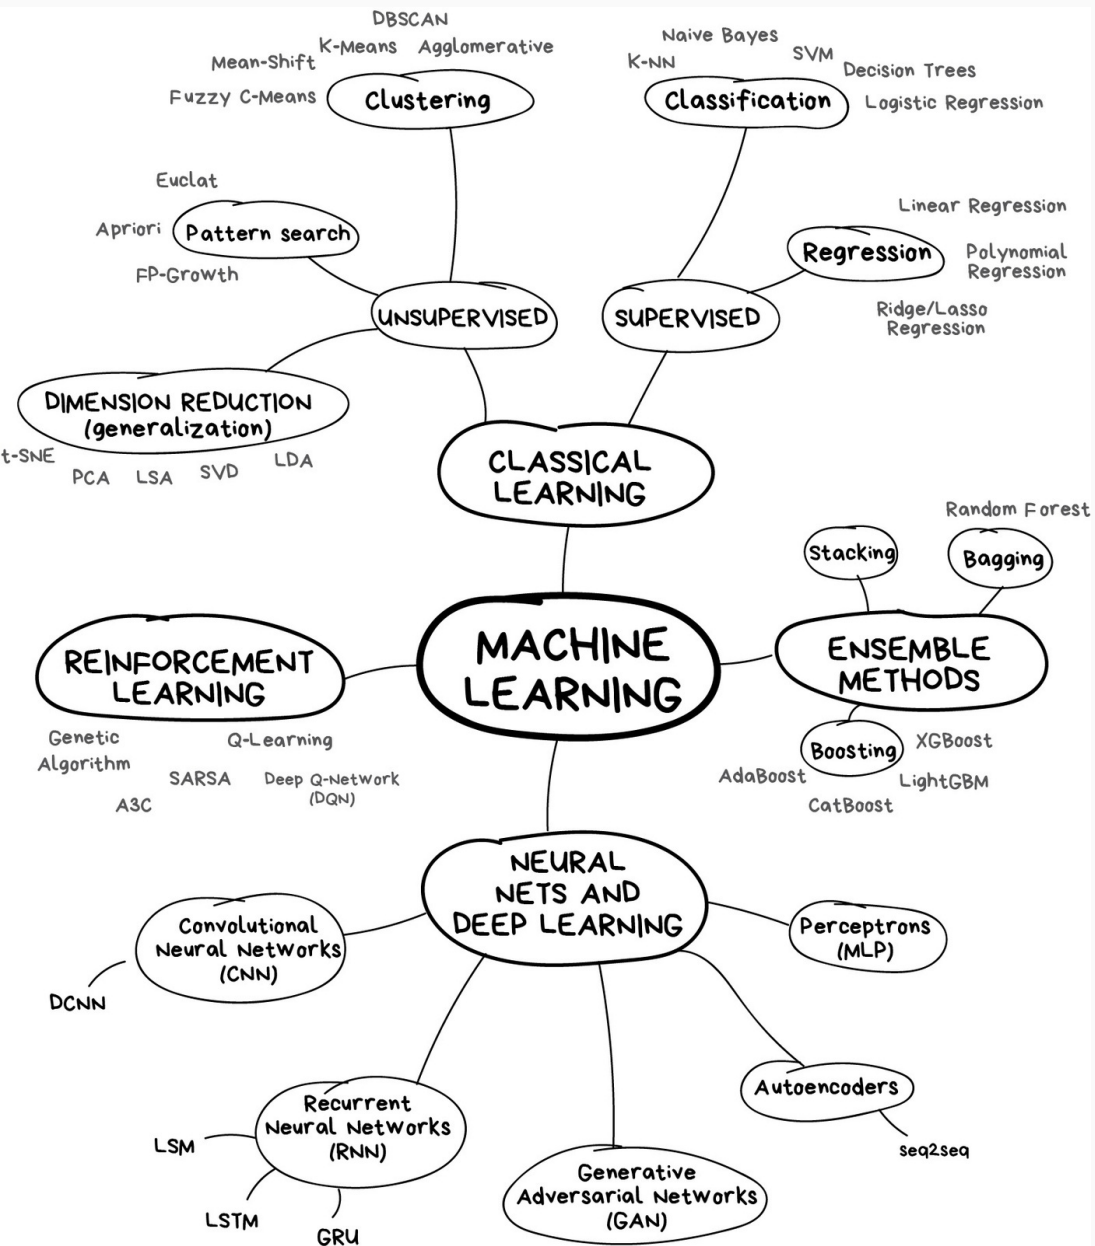 DBSCAN
K-Means
Agglomerative
Mean-Shift
Fuzzy C-Means
Clustering
Naive Bayes
SVM
K-NN
Decision Trees
Classification
Logistic Regression
Euclat
Apriori
Pattern search
FP-Growth
Linear Regression
Regression
Polynomial
Regression
Ridge/Lasso
Regression
UNSUPERVISED
SUPERVISED
DIMENSION REDUCTION
(generalization)
t-SNE
PCA
LSA
SVD
LDA
CLASSICAL
LEARNING
Random Forest
Stacking
Bagging
MACHINE
LEARNING
REINFORCEMENT
LEARNING
ENSEMBLE
METHODS
Genetic
Algorithm
Q-Learning
SARSA
Deep Q-Network
(DQN)
A3C
Boosting
XGBoost
AdaBoost
LightGBM
CatBoost
NEURAL
NETS AND
DEEP LEARNING
Convolutional
Neural Networks
(CNN)
DCNN
Perceptrons
(MLP)
Autoencoders
seq2seq
Recurrent
Neural Networks
(RNN)
LSM
LSTM
GRU
Generative
Adversarial Networks
(GAN)